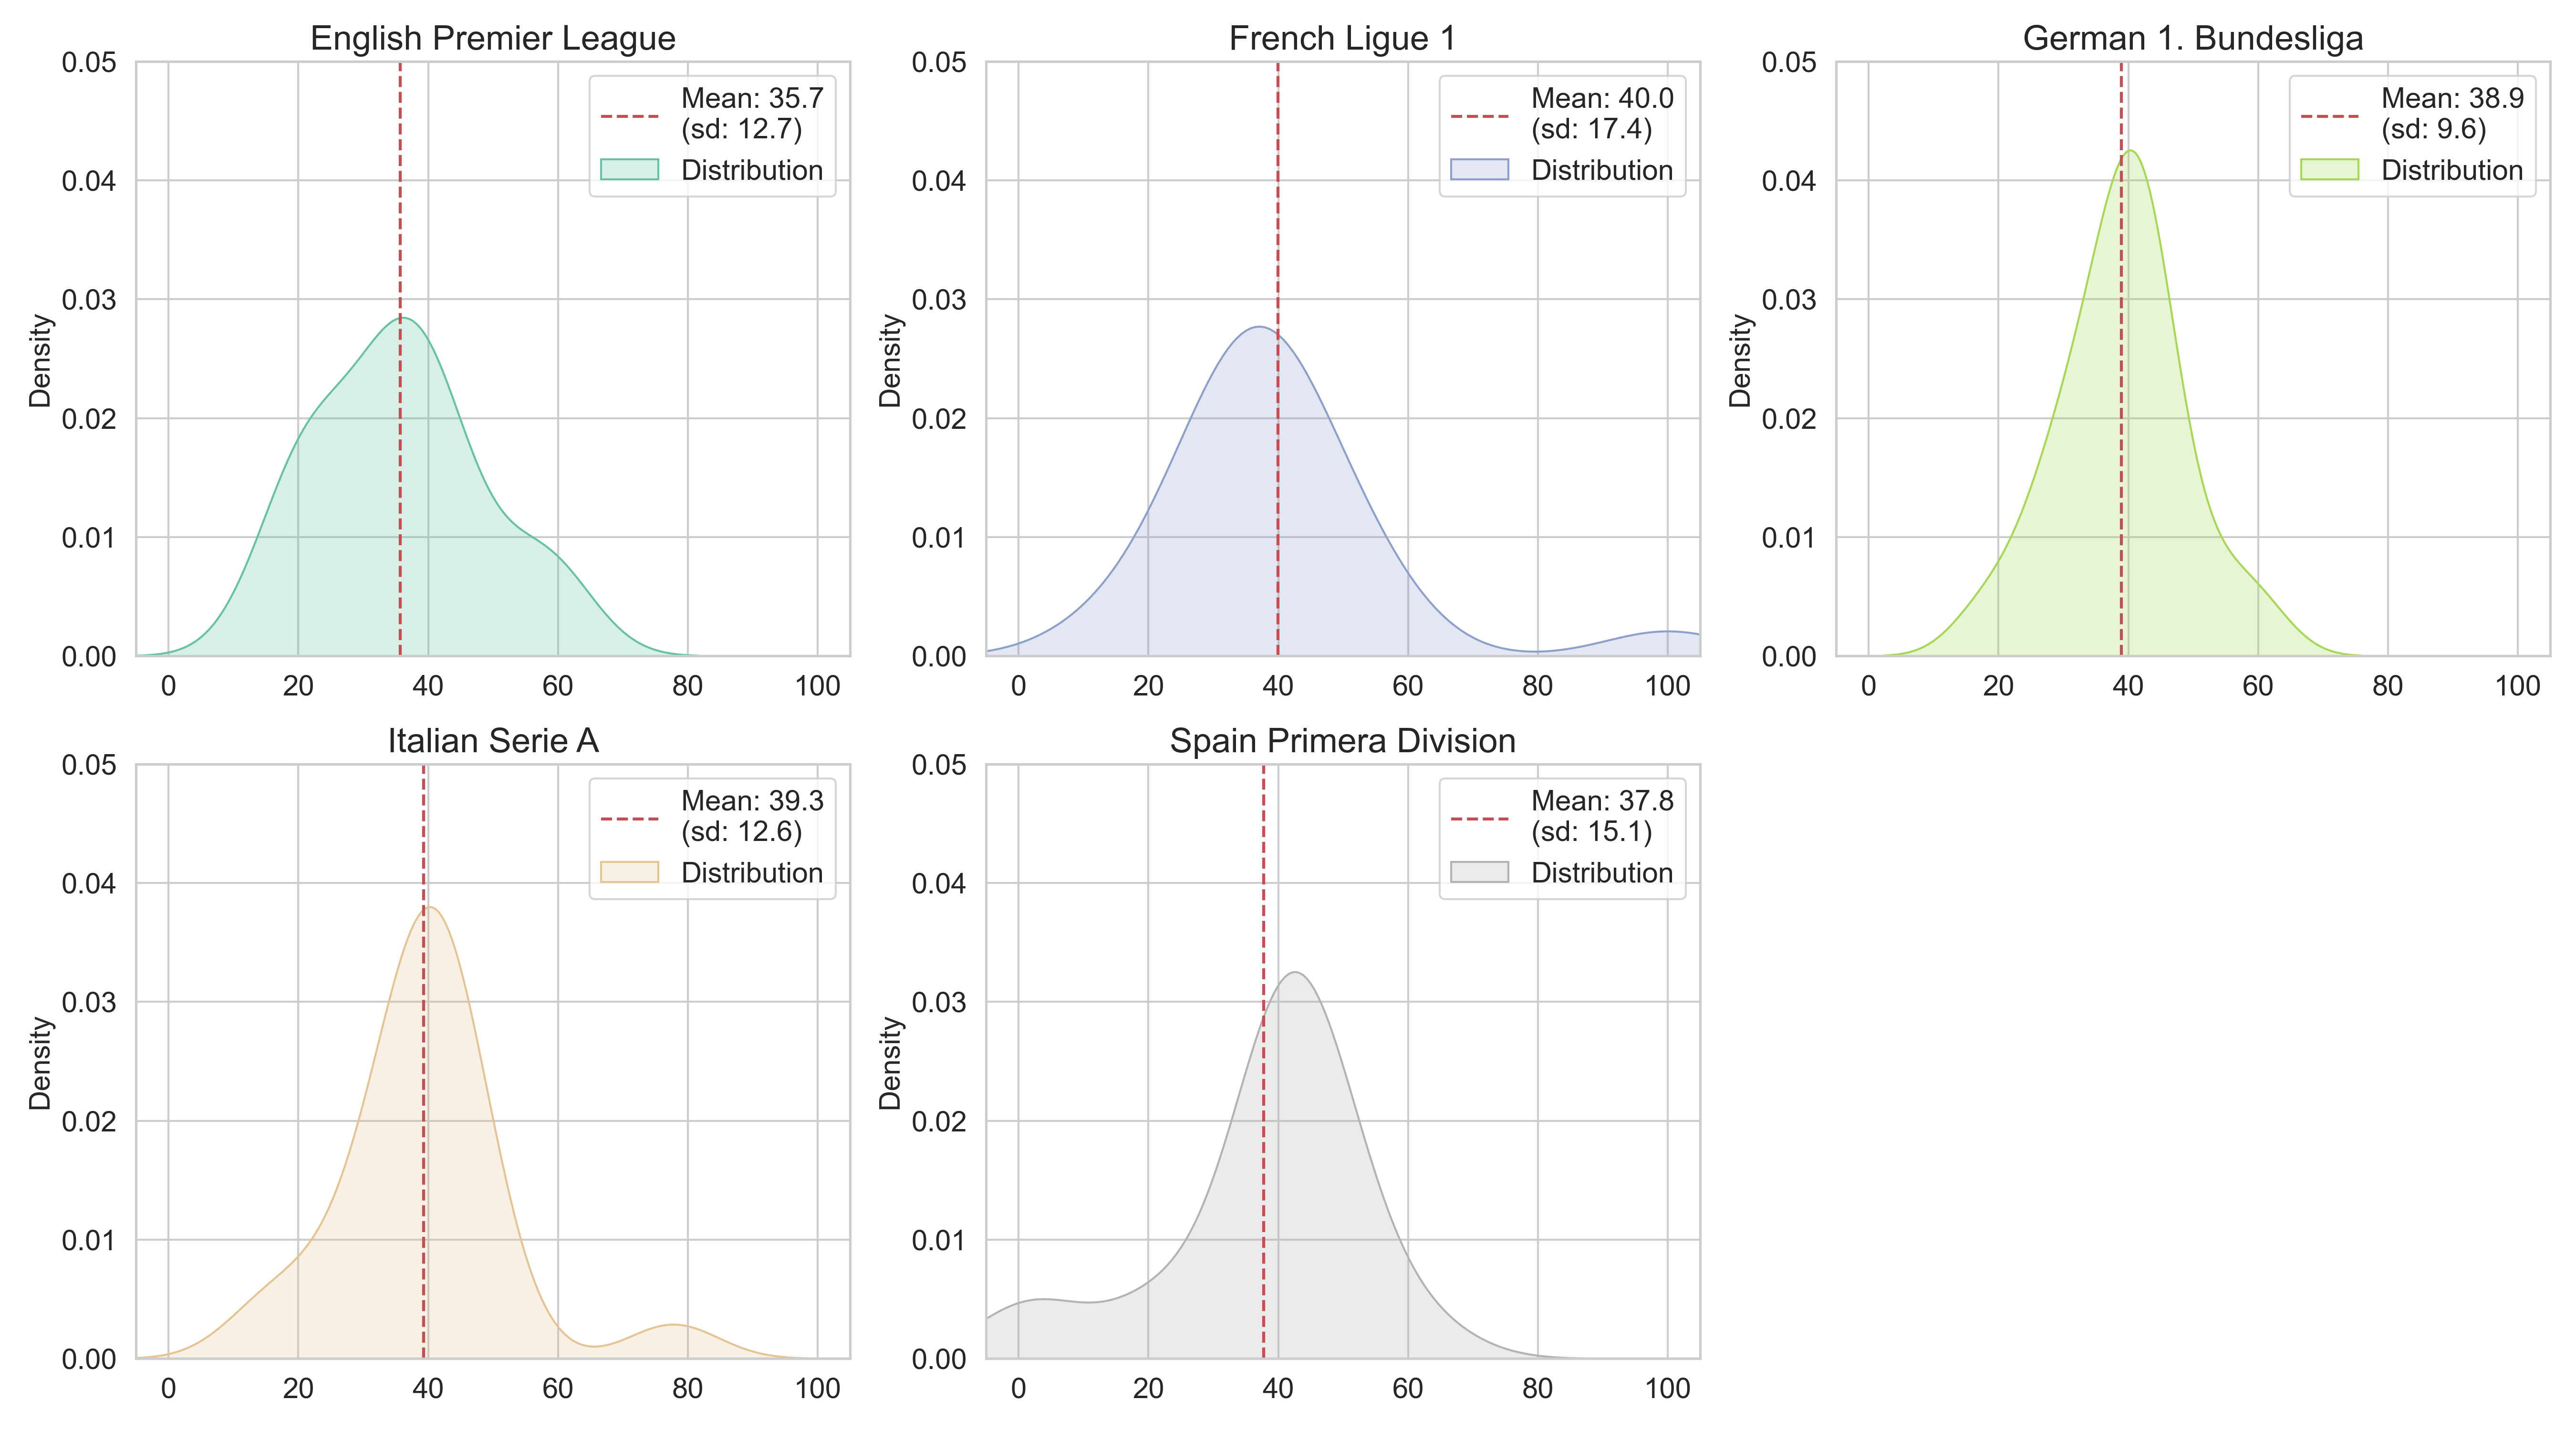 English Premier League
0.05
0.04
0.03
0.02
0.01
0.00
Density
0 20 40 60 80 100
Mean: 35.7
(sd: 12.7)
Distribution
French Ligue 1
0.05
0.04
0.03
0.02
0.01
0.00
Density
0 20 40 60 80 100
Mean: 40.0
(sd: 17.4)
Distribution
German 1. Bundesliga
0.05
0.04
0.03
0.02
0.01
0.00
Density
0 20 40 60 80 100
Mean: 38.9
(sd: 9.6)
Distribution
Italian Serie A
0.05
0.04
0.03
0.02
0.01
0.00
Density
0 20 40 60 80 100
Mean: 39.3
(sd: 12.6)
Distribution
Spain Primera Division
0.05
0.04
0.03
0.02
0.01
0.00
Density
0 20 40 60 80 100
Mean: 37.8
(sd: 15.1)
Distribution